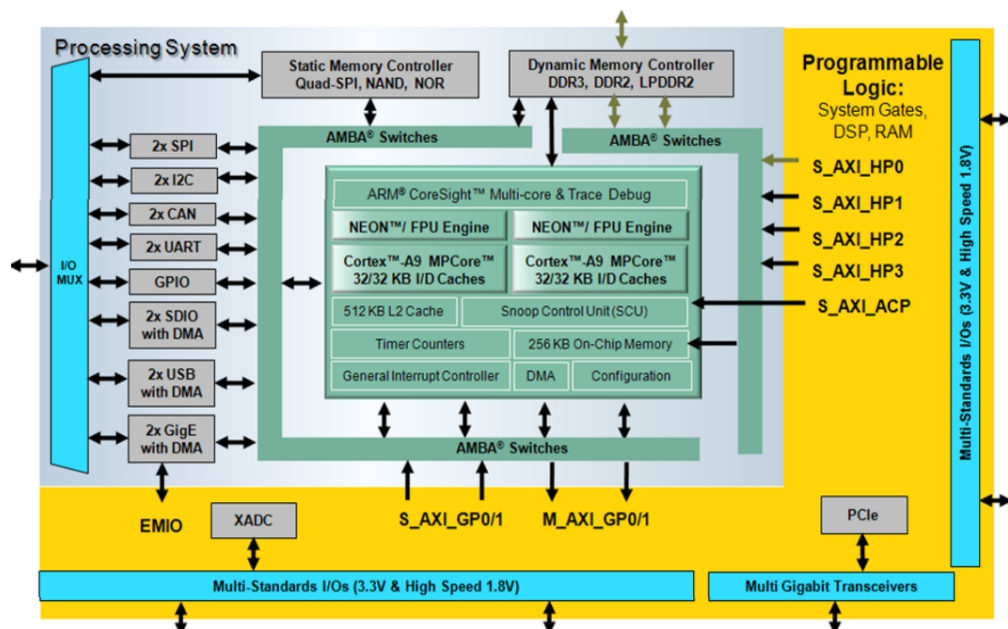 Processing System
Static Memory Controller
Quad-SPI, NAND, NOR
Dynamic Memory Controller
DDR3, DDR2, LPDDR2
Programmable
Logic:
System Gates,
DSP, RAM
AMBA® Switches
AMBA® Switches
2x SPI
2x I2C
2x CAN
2x UART
GPIO
2x SDIO
with DMA
2x USB
with DMA
2x GigE
with DMA
I/O
MUX
ARM® CoreSight™ Multi-core & Trace Debug
NEON™/ FPU Engine
NEON™/ FPU Engine
Cortex™-A9 MPCore™
32/32 KB I/D Caches
Cortex™-A9 MPCore™
32/32 KB I/D Caches
512 KB L2 Cache
Snoop Control Unit (SCU)
Timer Counters
256 KB On-Chip Memory
General Interrupt Controller
DMA
Configuration
AMBA® Switches
S_AXI_HP0
S_AXI_HP1
S_AXI_HP2
S_AXI_HP3
S_AXI_ACP
Multi-Standards I/Os (3.3V & High Speed 1.8V)
EMIO
XADC
S_AXI_GP0/1
M_AXI_GP0/1
PCIe
Multi-Standards I/Os (3.3V & High Speed 1.8V)
Multi Gigabit Transceivers